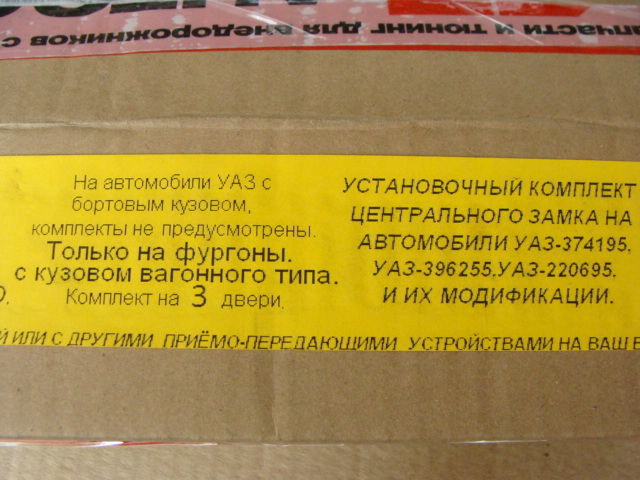 запчасти и тюнинг для внедорожников с
На автомобили УАЗ с
бортовым кузовом,
комплекты не предусмотрены.
Только на фургоны.
с кузовом вагонного типа.
Комплект на 3 двери.
УСТАНОВОЧНЫЙ КОМПЛЕКТ
ЦЕНТРАЛЬНОГО ЗАМКА НА
АВТОМОБИЛИ УАЗ-374195,
УАЗ-396255.УАЗ-220695.
И ИХ МОДИФИКАЦИИ.
Й ИЛИ С ДРУГИМИ ПРИЁМО-ПЕРЕДАЮЩИМИ УСТРОЙСТВАМИ НА ВАШ